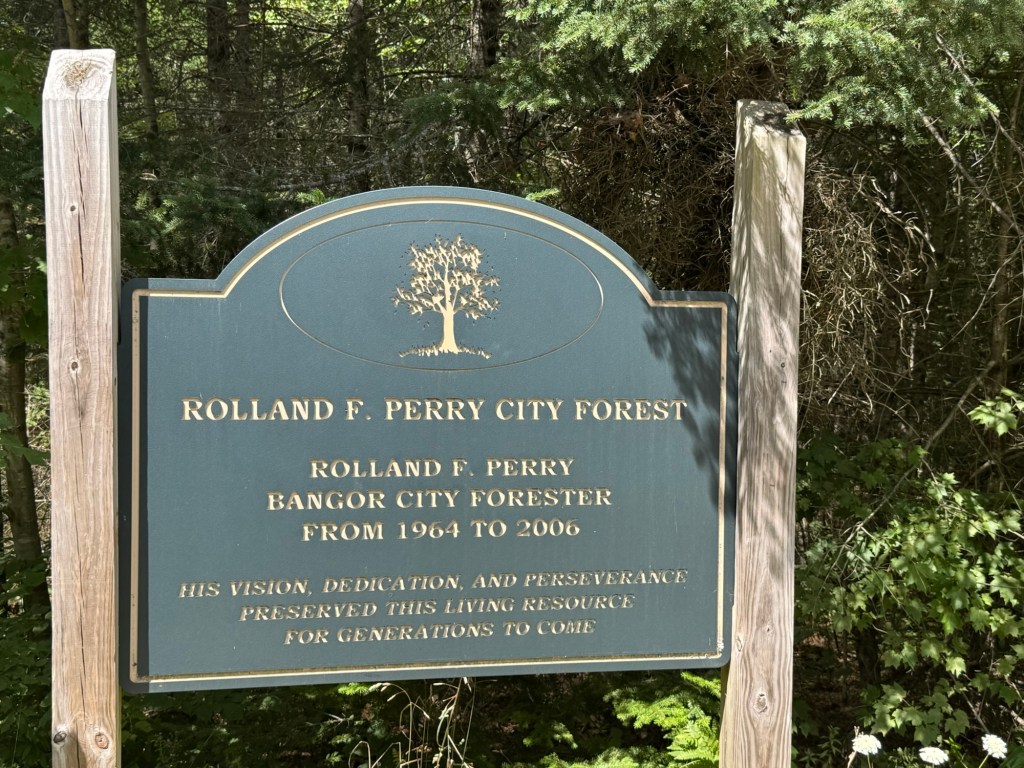 ROLLAND F. PERRY CITY FOREST
ROLLAND F. PERRY
BANGOR CITY FORESTER
FROM 1964 TO 2006
HIS VISION, DEDICATION, AND PERSEVERANCE
PRESERVED THIS LIVING RESOURCE
FOR GENERATIONS TO COME